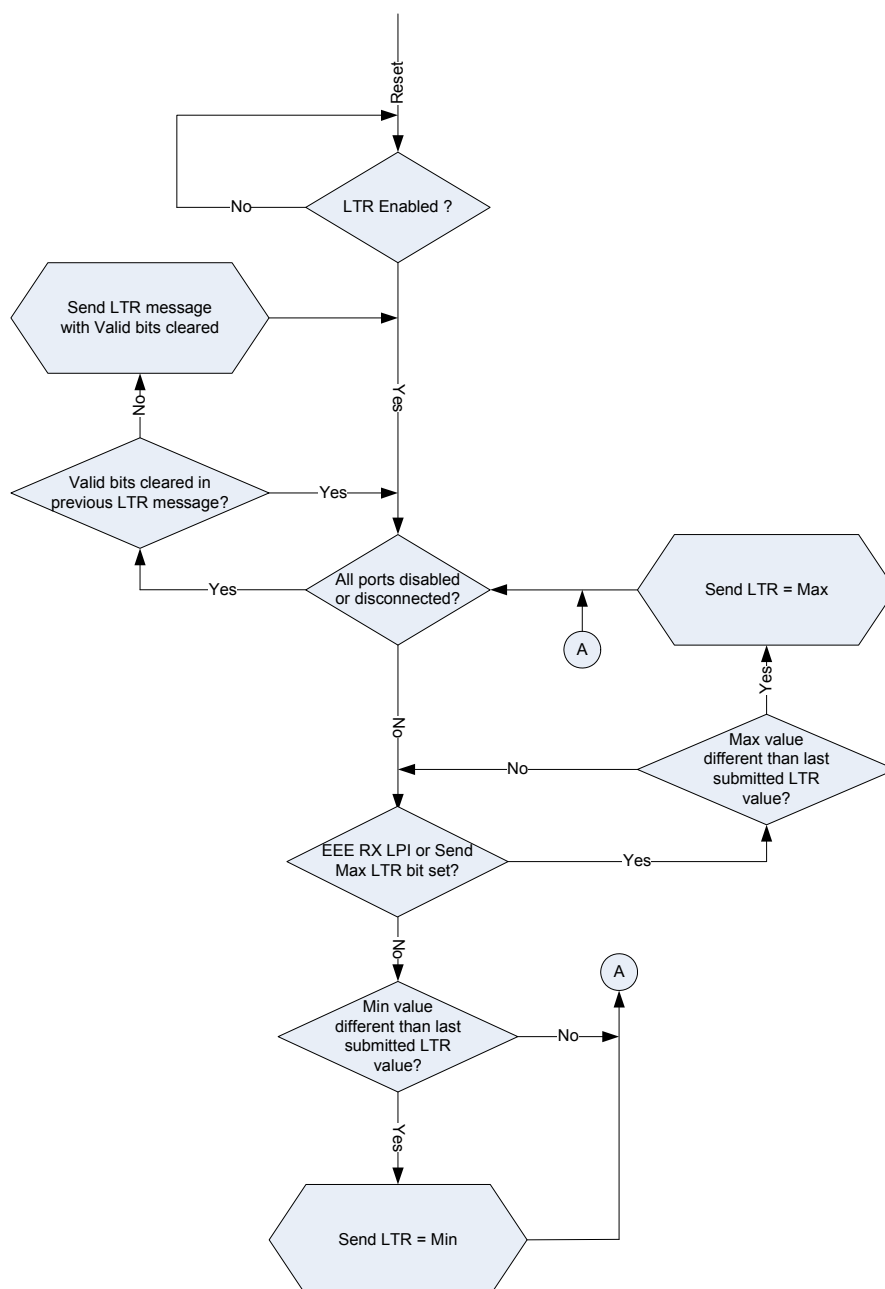 Reset
LTR Enabled ?
No
Send LTR message
with Valid bits cleared
Yes
No
Valid bits cleared in
previous LTR message?
Yes
All ports disabled
or disconnected?
Yes
Send LTR = Max
A
Yes
No
Max value
different than last
submitted LTR
value?
No
EEE RX LPI or Send
Max LTR bit set?
Yes
No
A
Min value
different than last
submitted LTR
value?
No
Yes
Send LTR = Min